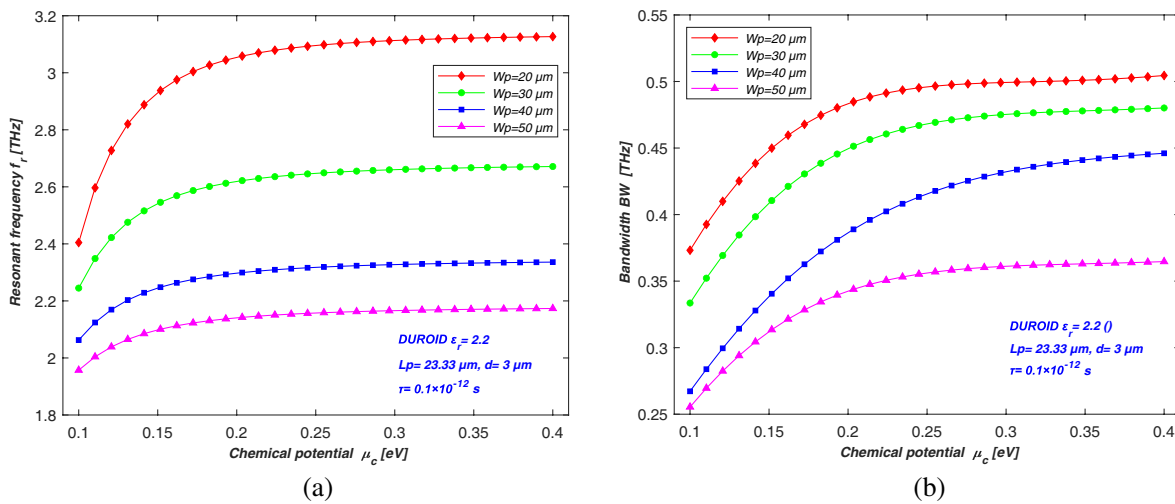 3.2
3
2.8
2.6
2.4
2.2
2
1.8
Resonant frequency f_r [THz]
Wp=20 µm
Wp=30 µm
Wp=40 µm
Wp=50 µm
DUROID ε_r= 2.2
Lp= 23.33 µm, d= 3 µm
τ= 0.1×10^-12 s
0.1 0.15 0.2 0.25 0.3 0.35 0.4
Chemical potential µ_c [eV]
(a)
0.55
0.5
0.45
0.4
0.35
0.3
0.25
Bandwidth BW [THz]
Wp=20 µm
Wp=30 µm
Wp=40 µm
Wp=50 µm
DUROID ε_r= 2.2 ()
Lp= 23.33 µm, d= 3 µm
τ= 0.1×10^-12 s
0.1 0.15 0.2 0.25 0.3 0.35 0.4
Chemical potential µ_c [eV]
(b)